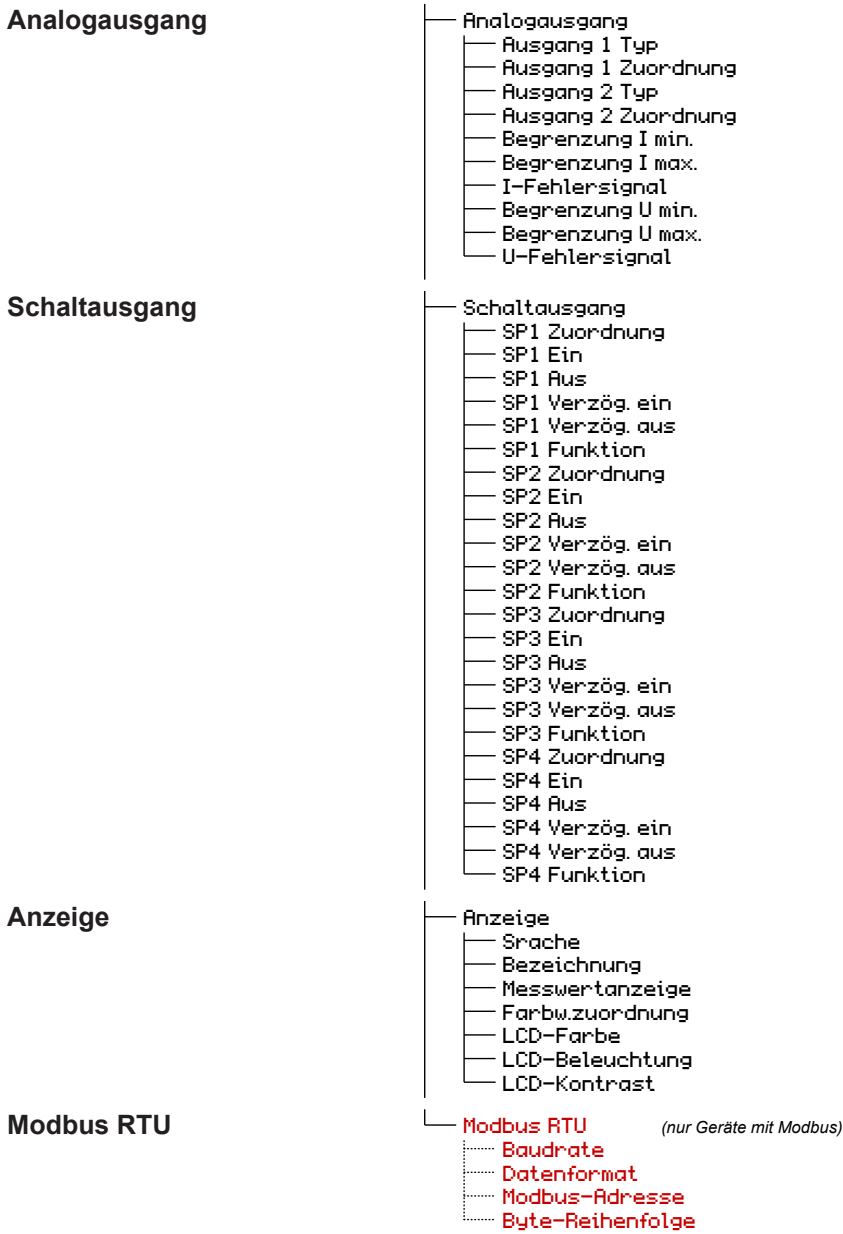 Analogausgang
Analogausgang
Ausgang 1 Typ
Ausgang 1 Zuordnung
Ausgang 2 Typ
Ausgang 2 Zuordnung
Begrenzung I min.
Begrenzung I max.
I-Fehlersignal
Begrenzung U min.
Begrenzung U max.
U-Fehlersignal
Schaltausgang
Schaltausgang
SP1 Zuordnung
SP1 Ein
SP1 Aus
SP1 Verzög. ein
SP1 Verzög. aus
SP1 Funktion
SP2 Zuordnung
SP2 Ein
SP2 Aus
SP2 Verzög. ein
SP2 Verzög. aus
SP2 Funktion
SP3 Zuordnung
SP3 Ein
SP3 Aus
SP3 Verzög. ein
SP3 Verzög. aus
SP3 Funktion
SP4 Zuordnung
SP4 Ein
SP4 Aus
SP4 Verzög. ein
SP4 Verzög. aus
SP4 Funktion
Anzeige
Anzeige
Srache
Bezeichnung
Messwertanzeige
Farbw.zuordnung
LCD-Farbe
LCD-Beleuchtung
LCD-Kontrast
Modbus RTU
Modbus RTU (nur Geräte mit Modbus)
Baudrate
Datenformat
Modbus-Adresse
Byte-Reihenfolge